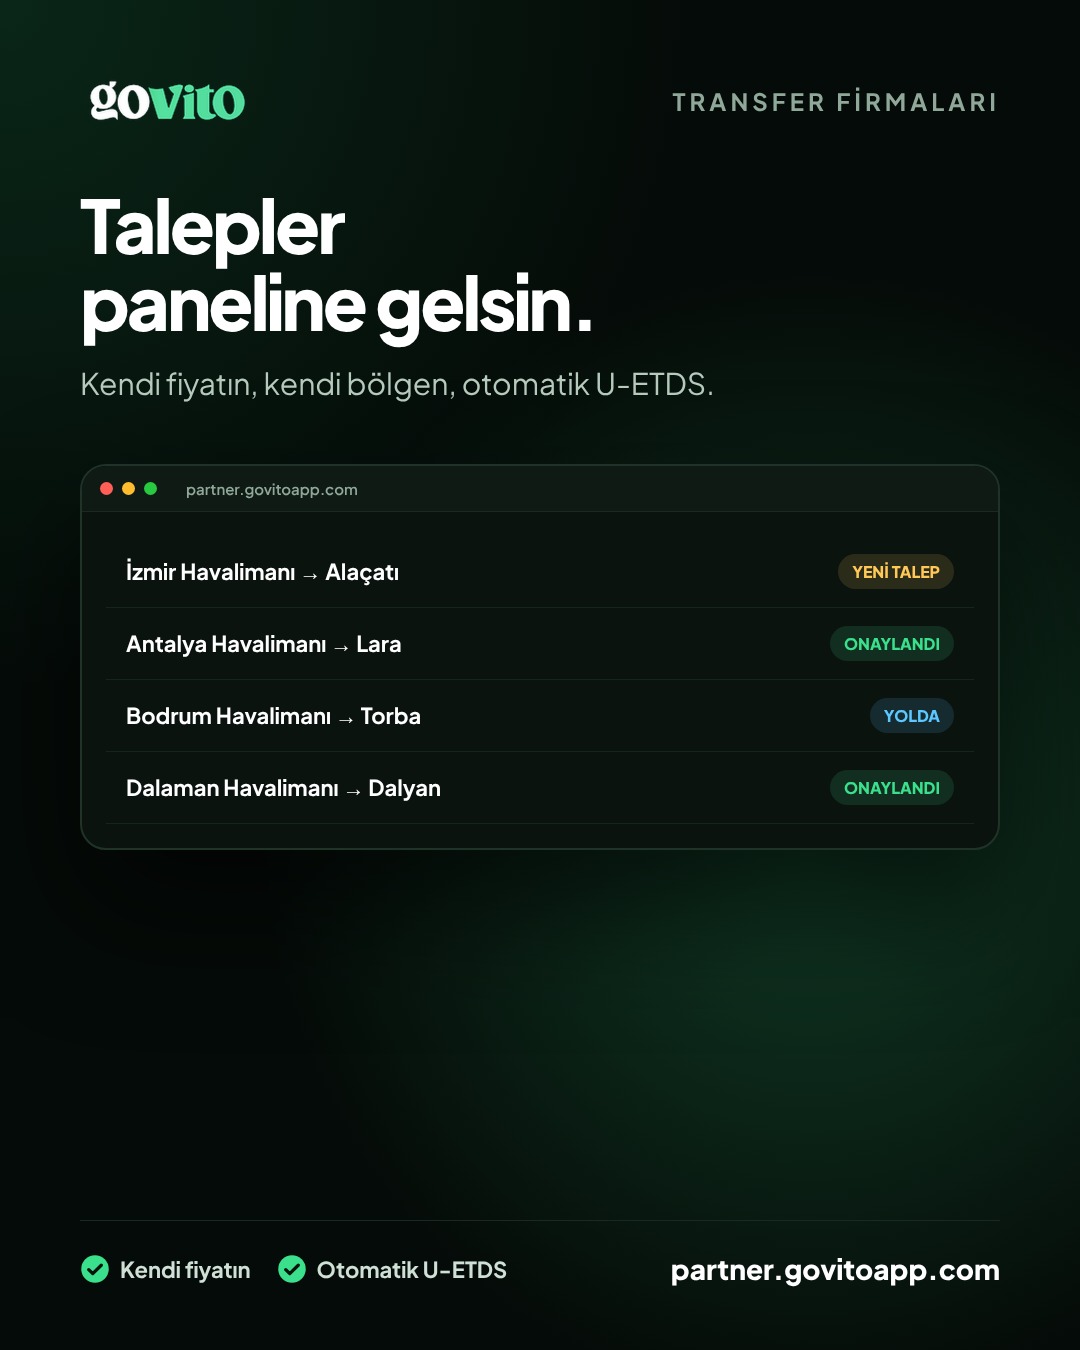 govito
TRANSFER FİRMALARI
Talepler
paneline gelsin.
Kendi fiyatın, kendi bölgen, otomatik U-ETDS.
partner.govitoapp.com
İzmir Havalimanı → Alaçatı
YENİ TALEP
Antalya Havalimanı → Lara
ONAYLANDI
Bodrum Havalimanı → Torba
YOLDA
Dalaman Havalimanı → Dalyan
ONAYLANDI
Kendi fiyatın
Otomatik U-ETDS
partner.govitoapp.com